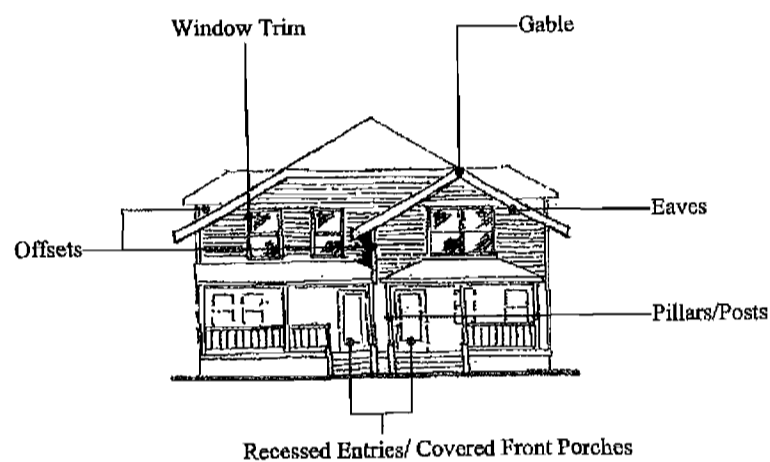 Window Trim
Gable
Eaves
Offsets
Pillars/Posts
Recessed Entries/ Covered Front Porches